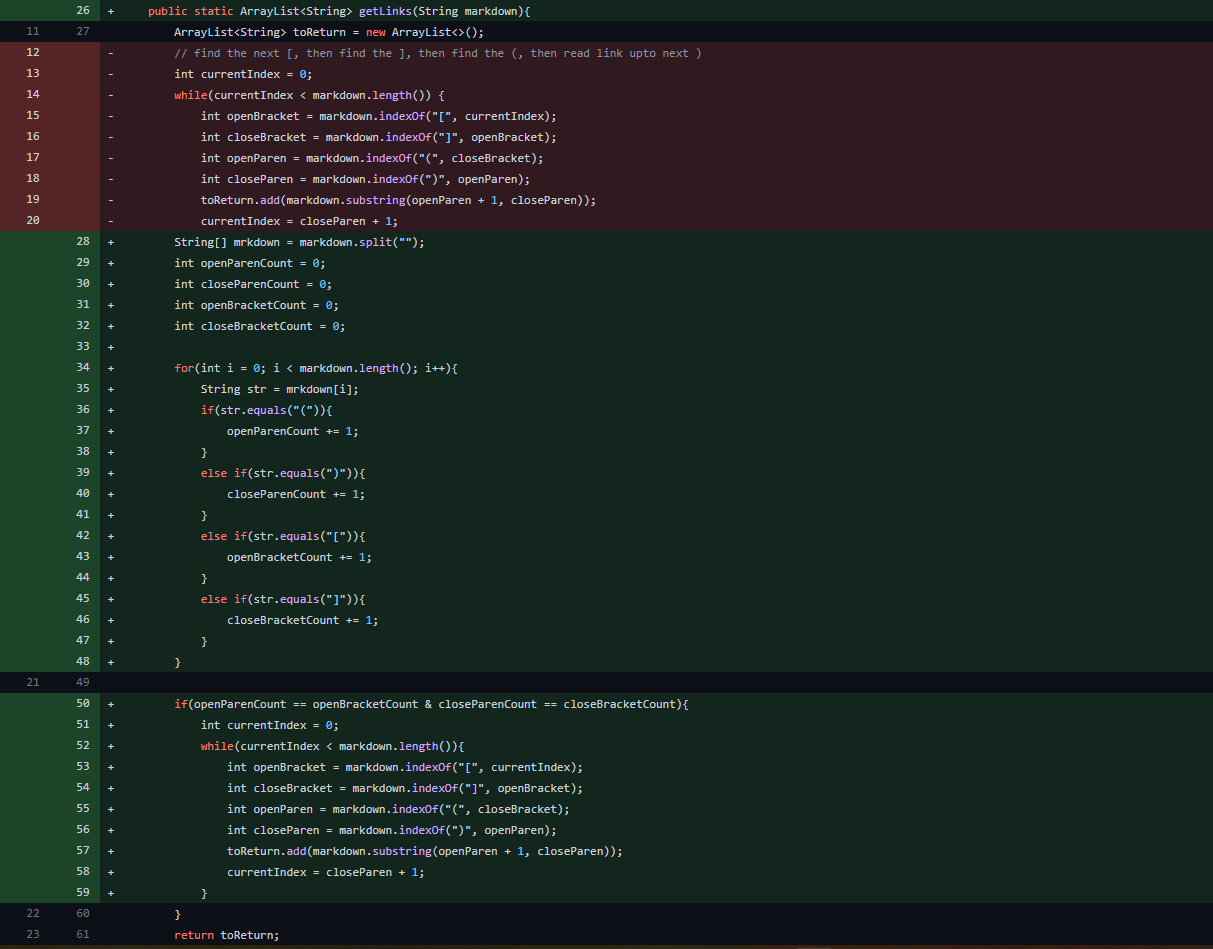 26 + public static ArrayList<String> getLinks(String markdown){
11 27 ArrayList<String> toReturn = new ArrayList<>();
12 - // find the next [, then find the ], then find the (, then read link upto next )
13 - int currentIndex = 0;
14 - while(currentIndex < markdown.length()) {
15 - int openBracket = markdown.indexOf("[", currentIndex);
16 - int closeBracket = markdown.indexOf("]", openBracket);
17 - int openParen = markdown.indexOf("(", closeBracket);
18 - int closeParen = markdown.indexOf(")", openParen);
19 - toReturn.add(markdown.substring(openParen + 1, closeParen));
20 - currentIndex = closeParen + 1;
28 + String[] mrkdown = markdown.split("");
29 + int openParenCount = 0;
30 + int closeParenCount = 0;
31 + int openBracketCount = 0;
32 + int closeBracketCount = 0;
33 +
34 + for(int i = 0; i < markdown.length(); i++){
35 + String str = mrkdown[i];
36 + if(str.equals("(")){
37 + openParenCount += 1;
38 + }
39 + else if(str.equals(")")){
40 + closeParenCount += 1;
41 + }
42 + else if(str.equals("[")){
43 + openBracketCount += 1;
44 + }
45 + else if(str.equals("]")){
46 + closeBracketCount += 1;
47 + }
48 + }
21 49
50 + if(openParenCount == openBracketCount & closeParenCount == closeBracketCount){
51 + int currentIndex = 0;
52 + while(currentIndex < markdown.length()){
53 + int openBracket = markdown.indexOf("[", currentIndex);
54 + int closeBracket = markdown.indexOf("]", openBracket);
55 + int openParen = markdown.indexOf("(", closeBracket);
56 + int closeParen = markdown.indexOf(")", openParen);
57 + toReturn.add(markdown.substring(openParen + 1, closeParen));
58 + currentIndex = closeParen + 1;
59 + }
22 60 }
23 61 return toReturn;